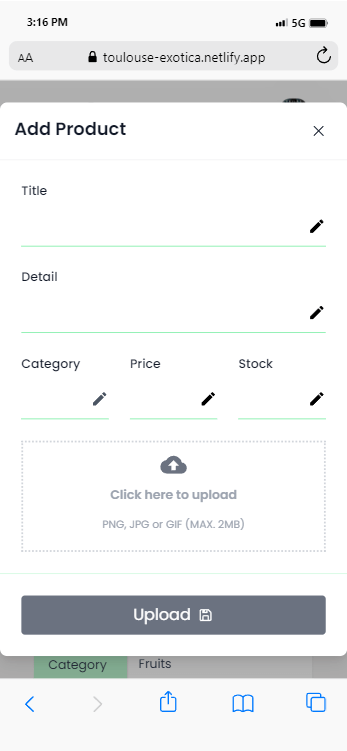 3:16 PM
5G
AA
toulouse-exotica.netlify.app
Add Product
Title
Detail
Category Price Stock
Click here to upload
PNG, JPG or GIF (MAX. 2MB)
Upload
Category Fruits